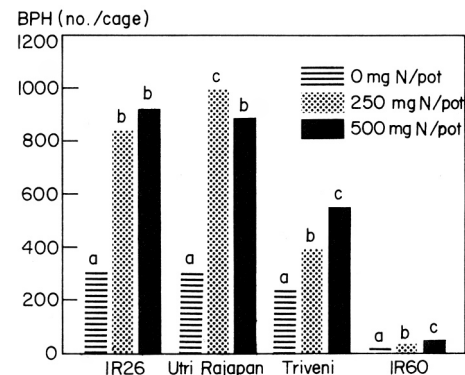 BPH (no./cage)
1200
1000
800
600
400
200
0
0 mg N/pot
250 mg N/pot
500 mg N/pot
a b b
a c b
a b c
a b c
IR26 Utri Rajapan Triveni IR60